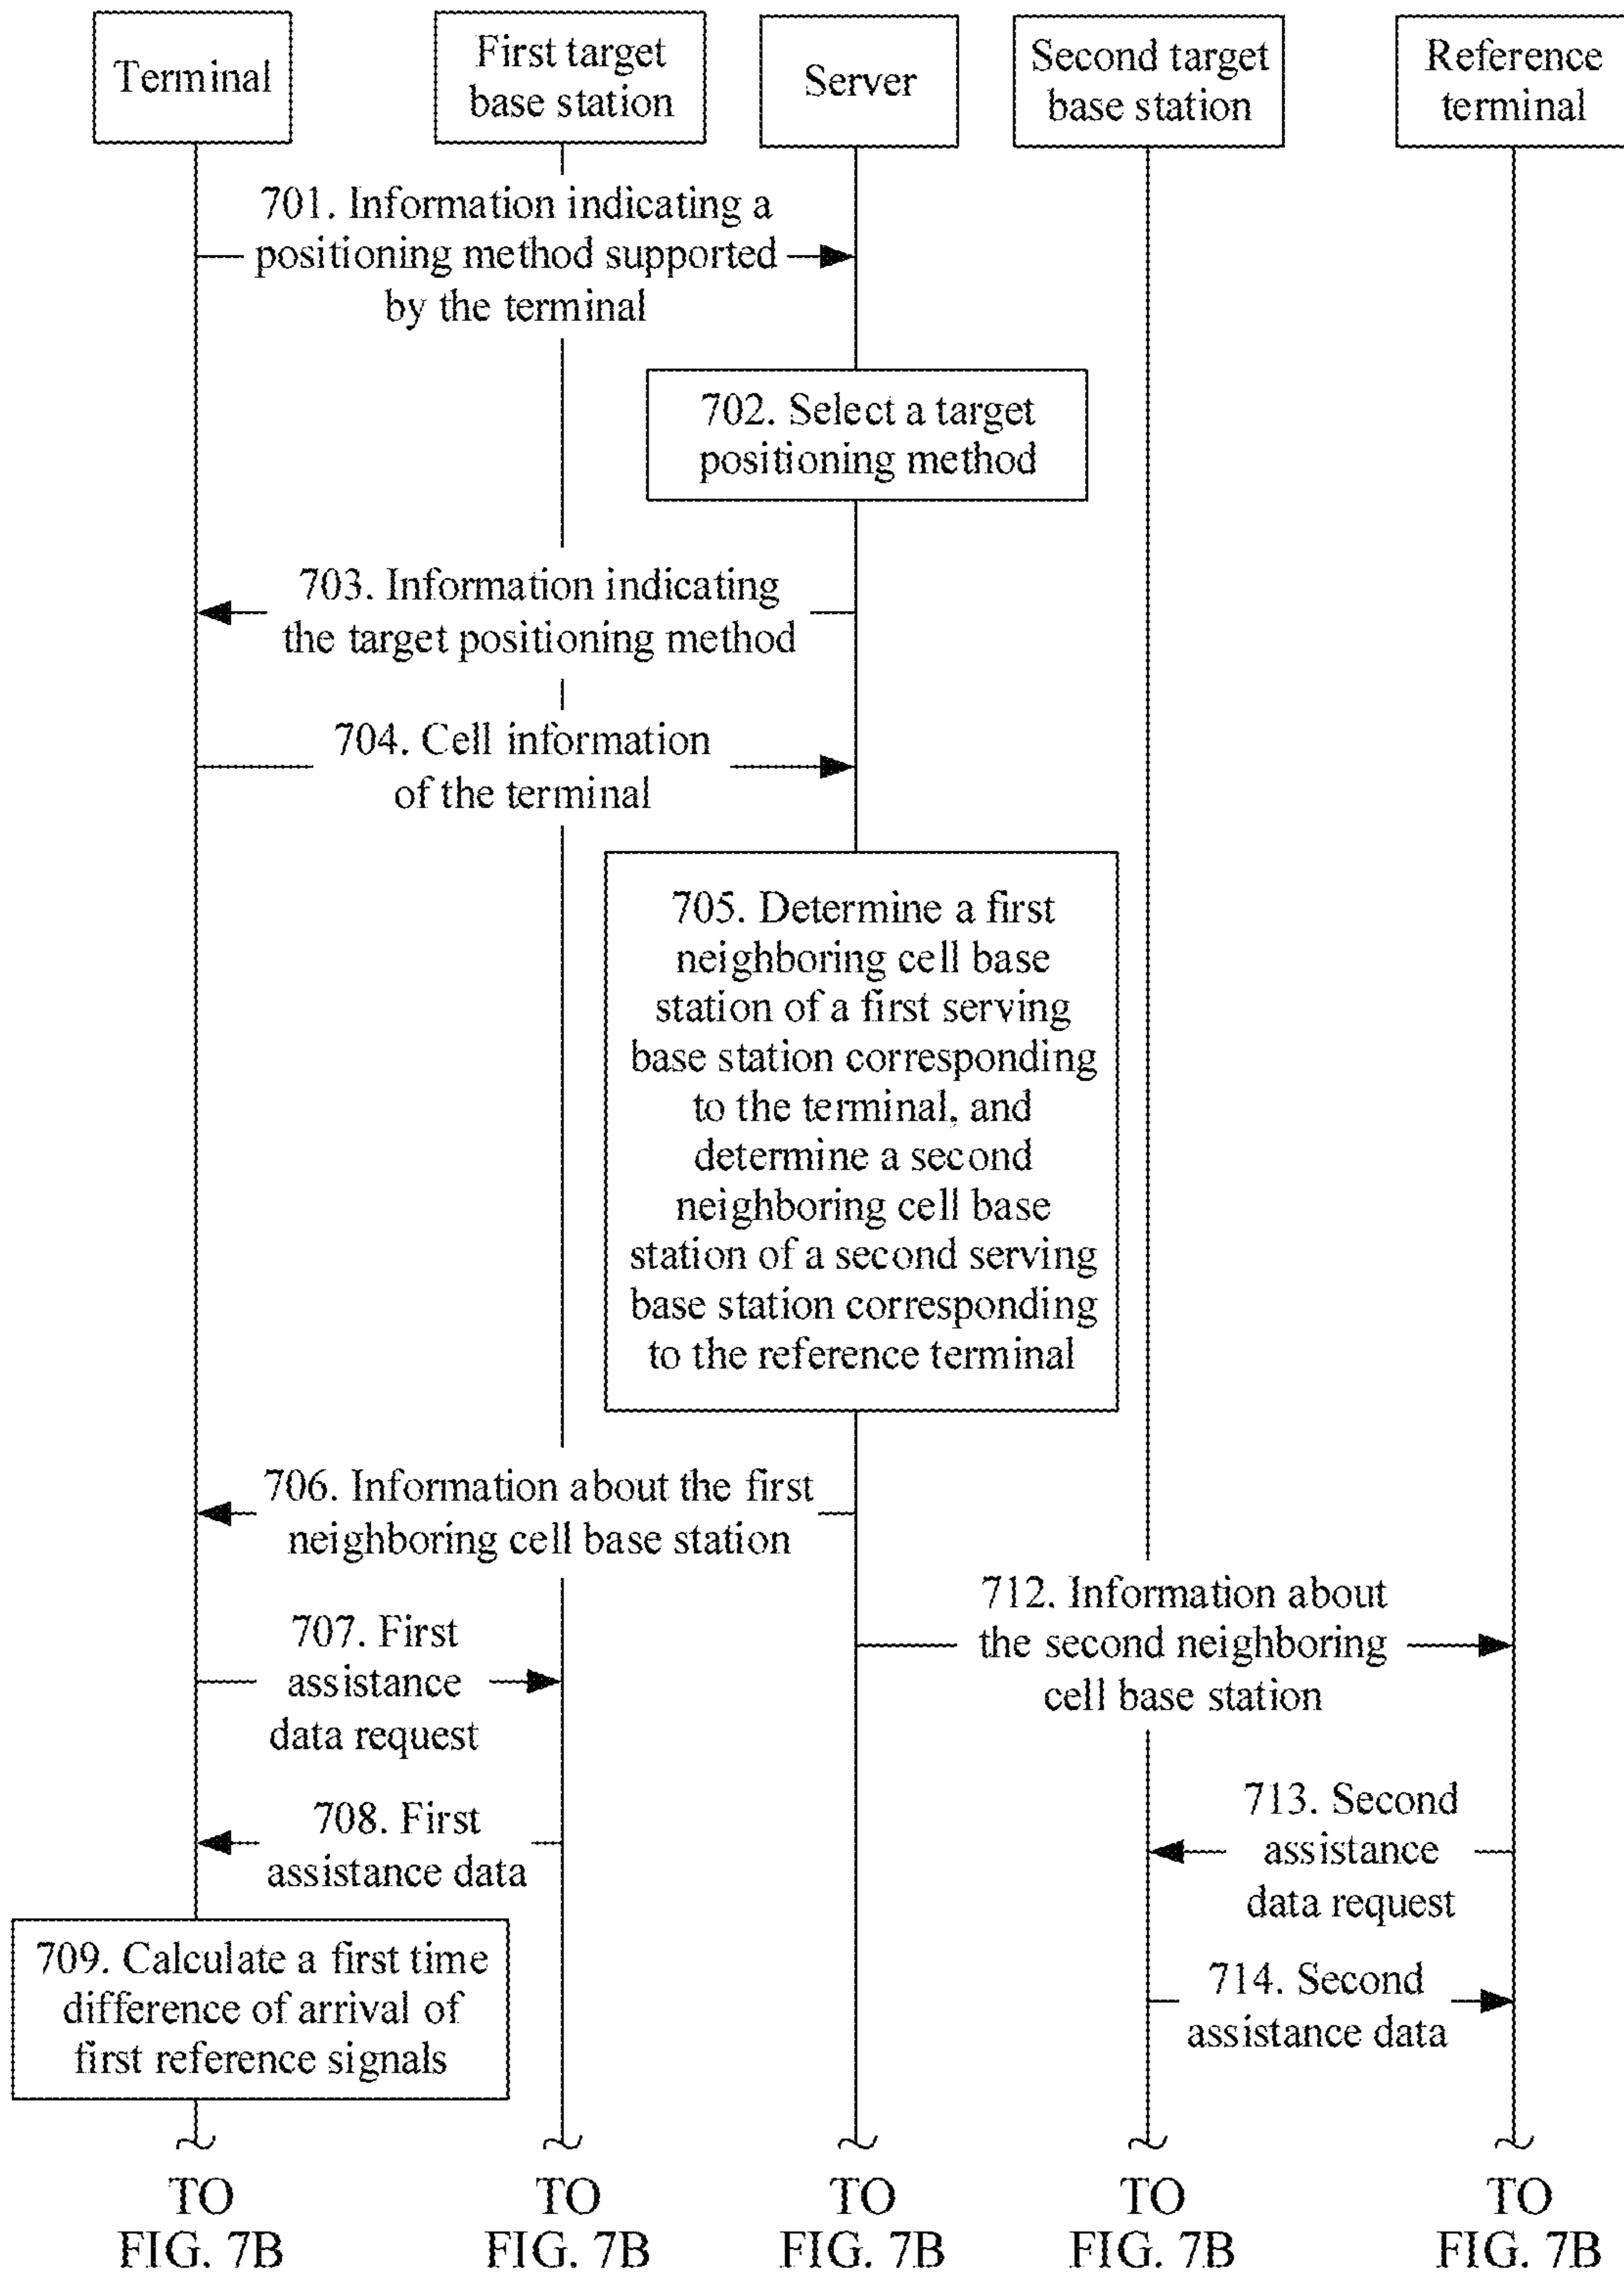 Terminal
First target
base station
Server
Second target
base station
Reference
terminal
701. Information indicating a
positioning method supported
by the terminal
702. Select a target
positioning method
703. Information indicating
the target positioning method
704. Cell information
of the terminal
705. Determine a first
neighboring cell base
station of a first serving
base station corresponding
to the terminal, and
determine a second
neighboring cell base
station of a second serving
base station corresponding
to the reference terminal
706. Information about the first
neighboring cell base station
712. Information about
the second neighboring
cell base station
707. First
assistance
data request
708. First
assistance data
713. Second
assistance
data request
709. Calculate a first time
difference of arrival of
first reference signals
714. Second
assistance data
TO
FIG. 7B
TO
FIG. 7B
TO
FIG. 7B
TO
FIG. 7B
TO
FIG. 7B